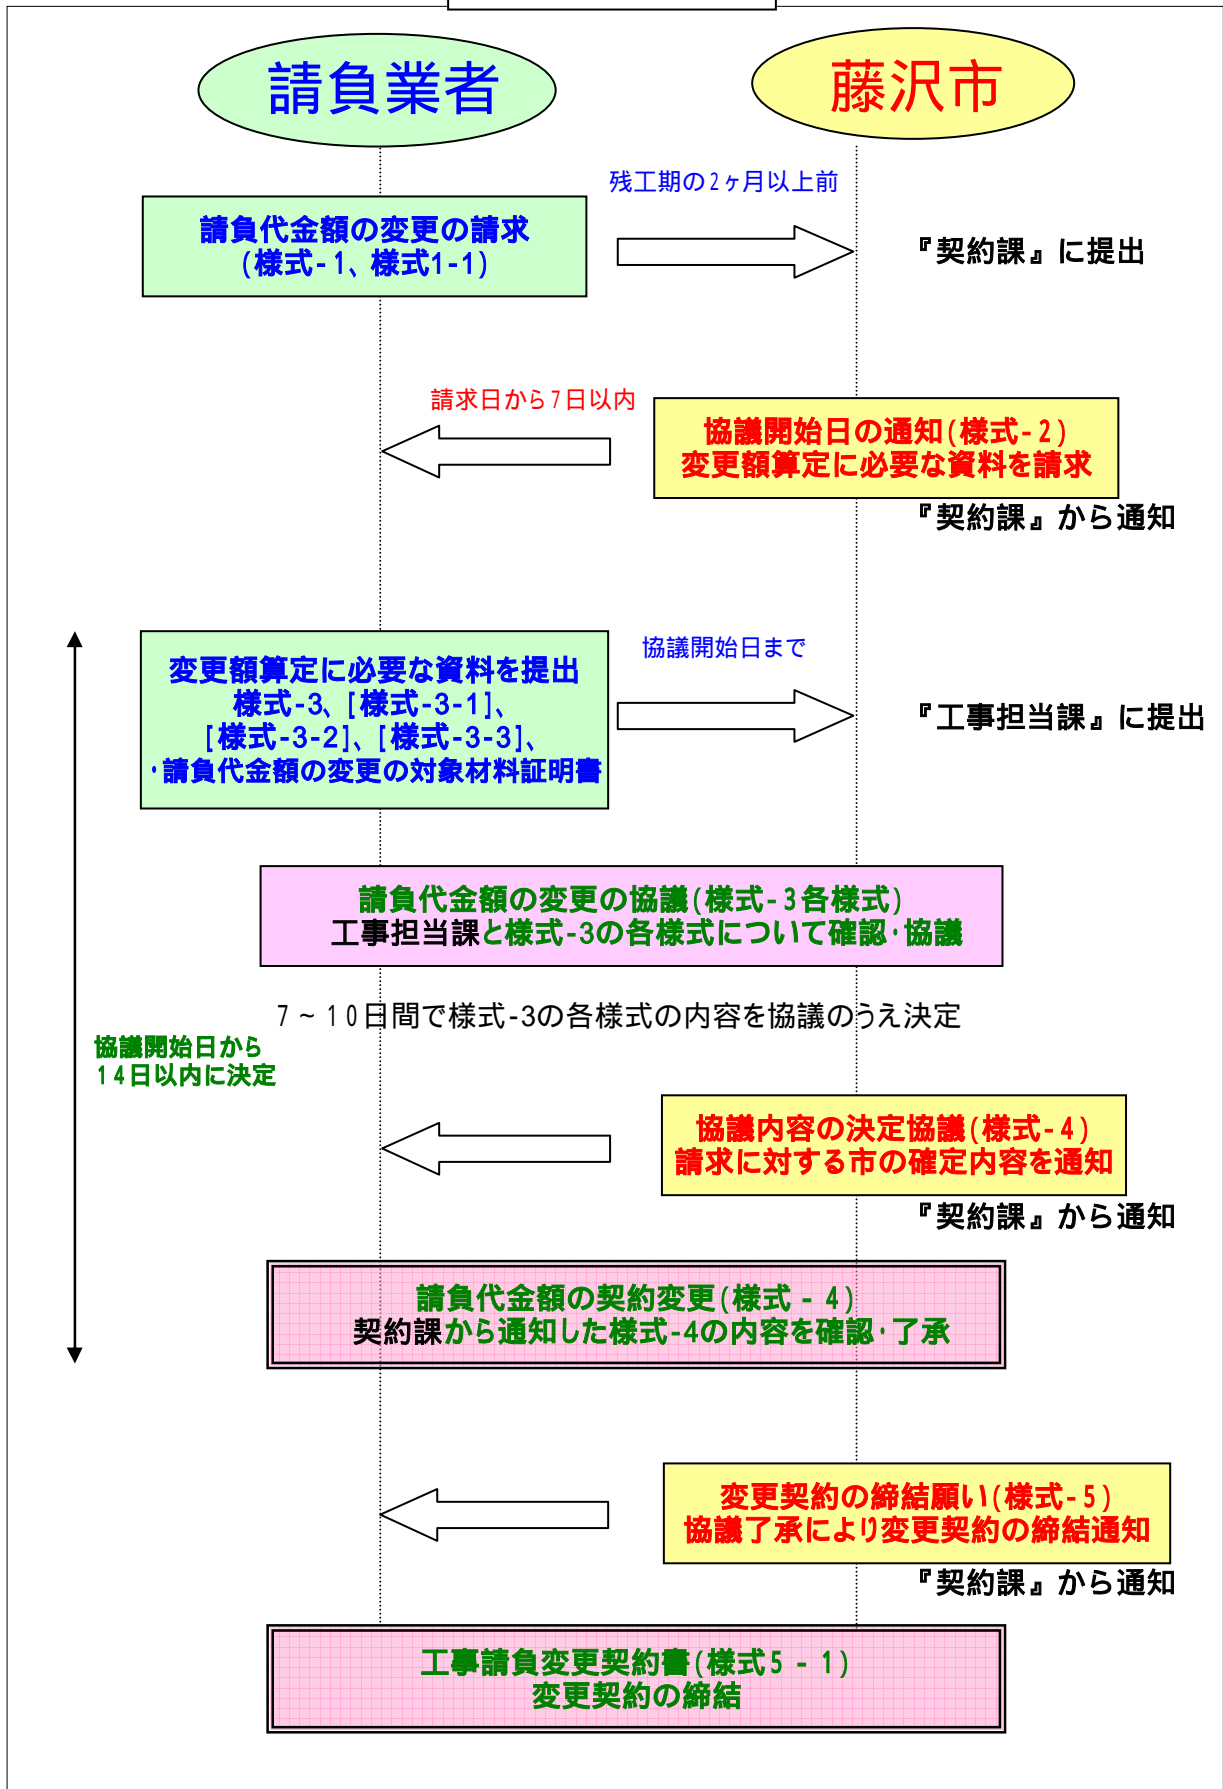 請負業者
藤沢市
残工期の2ヶ月以上前
請負代金額の変更の請求
(様式-1、様式1-1)
『契約課』に提出
請求日から7日以内
協議開始日の通知(様式-2)
変更額算定に必要な資料を請求
『契約課』から通知
変更額算定に必要な資料を提出
様式-3、[様式-3-1]、
[様式-3-2]、[様式-3-3]、
・請負代金額の変更の対象材料証明書
協議開始日まで
『工事担当課』に提出
請負代金額の変更の協議(様式-3各様式)
工事担当課と様式-3の各様式について確認・協議
7~10日間で様式-3の各様式の内容を協議のうえ決定
協議開始日から
14日以内に決定
協議内容の決定協議(様式-4)
請求に対する市の確定内容を通知
『契約課』から通知
請負代金額の契約変更(様式-4)
契約課から通知した様式-4の内容を確認・了承
変更契約の締結願い(様式-5)
協議了承により変更契約の締結通知
『契約課』から通知
工事請負変更契約書(様式5-1)
変更契約の締結